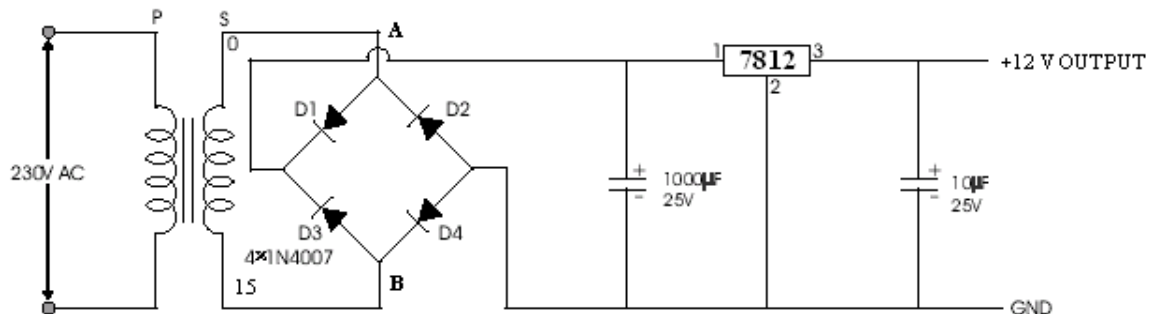 P
S
0
A
1
7812
3
2
+12 V OUTPUT
D1
D2
230V AC
1000µF
25V
+
-
10µF
25V
+
-
D3
D4
4×1N4007
15
B
GND